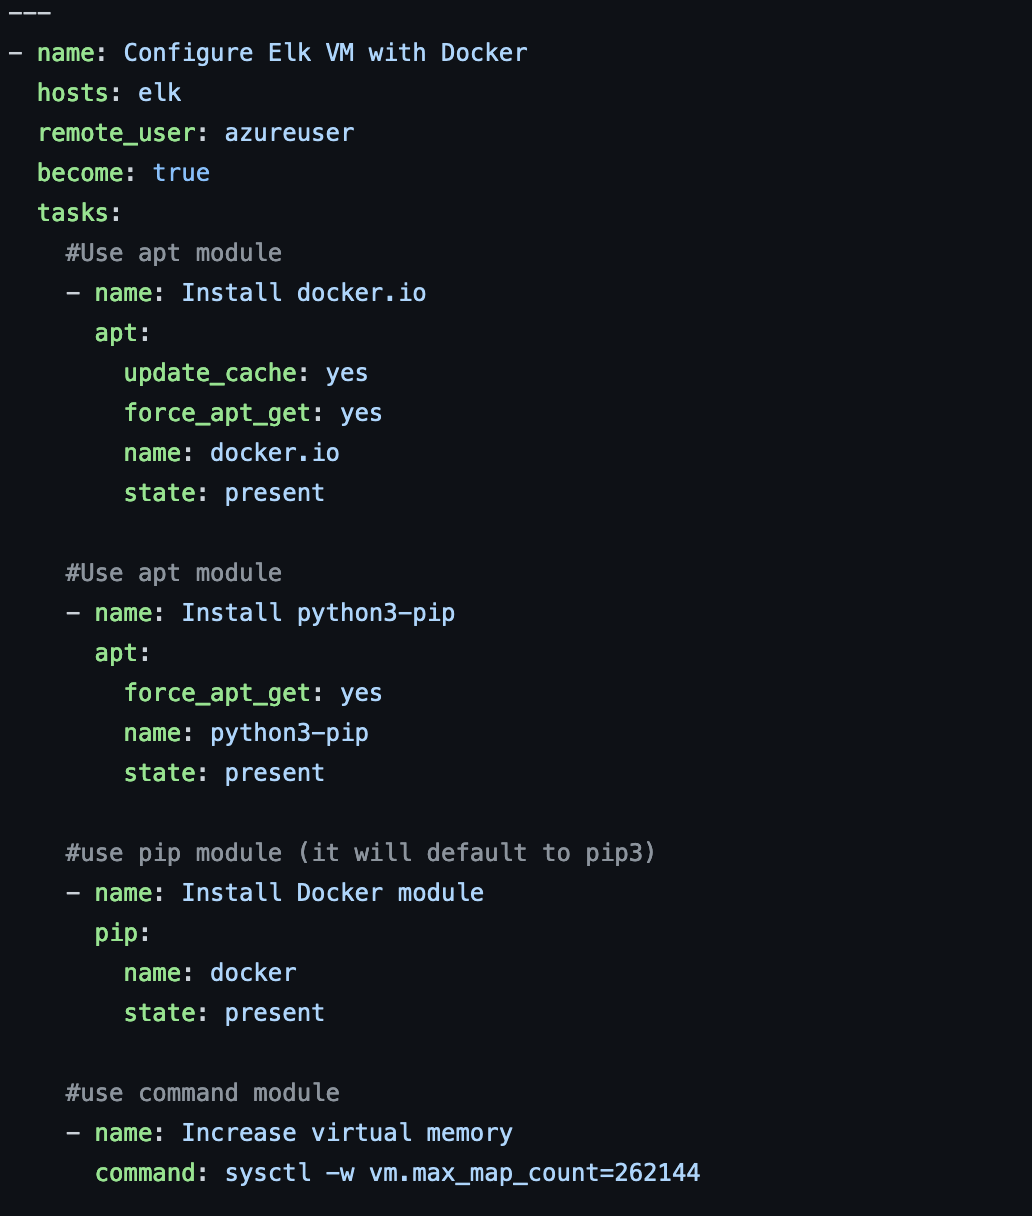 ---
- name: Configure Elk VM with Docker
  hosts: elk
  remote_user: azureuser
  become: true
  tasks:
    #Use apt module
    - name: Install docker.io
      apt:
        update_cache: yes
        force_apt_get: yes
        name: docker.io
        state: present

    #Use apt module
    - name: Install python3-pip
      apt:
        force_apt_get: yes
        name: python3-pip
        state: present

    #use pip module (it will default to pip3)
    - name: Install Docker module
      pip:
        name: docker
        state: present

    #use command module
    - name: Increase virtual memory
      command: sysctl -w vm.max_map_count=262144